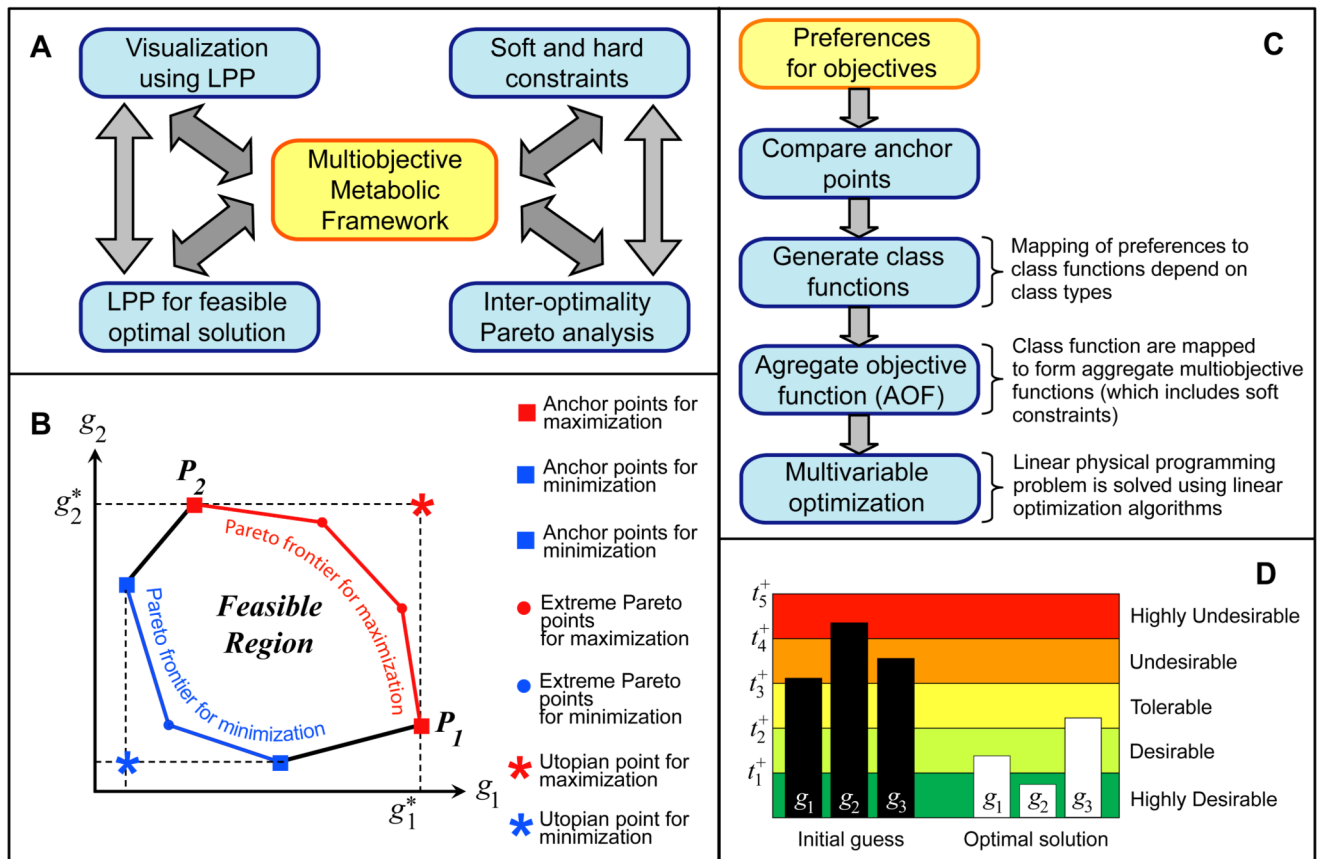 A
Visualization
using LPP
Soft and hard
constraints
Multiobjective
Metabolic
Framework
LPP for feasible
optimal solution
Inter-optimality
Pareto analysis
B
g₂
g₂*
P₂
Pareto frontier for maximization
Feasible
Region
Pareto frontier for minimization
P₁
g₁
g₁*
Anchor points for
maximization
Anchor points for
minimization
Anchor points for
minimization
Extreme Pareto
points
for maximization
Extreme Pareto
points
for minimization
Utopian point for
maximization
Utopian point for
minimization
C
Preferences
for objectives
Compare anchor
points
Generate class
functions
Mapping of preferences to
class functions depend on
class types
Agregate objective
function (AOF)
Class function are mapped
to form aggregate multiobjective
functions (which includes soft
constraints)
Multivariable
optimization
Linear physical programming
problem is solved using linear
optimization algorithms
D
t₅⁺
Highly Undesirable
t₄⁺
Undesirable
t₃⁺
Tolerable
t₂⁺
Desirable
t₁⁺
Highly Desirable
g₁ g₂ g₃
g₁ g₂ g₃
Initial guess
Optimal solution